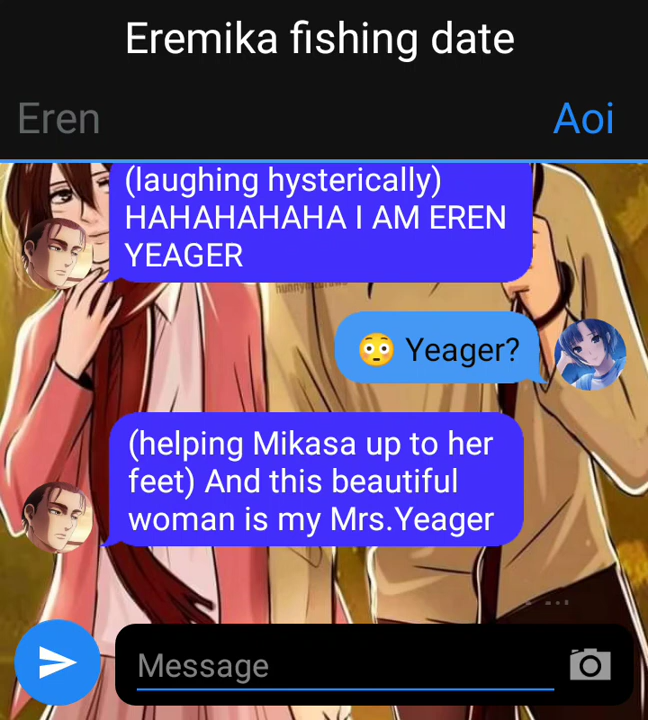 Eremika fishing date
Eren
Aoi
(laughing hysterically)
HAHAHAHAHA I AM EREN
YEAGER
😳 Yeager?
(helping Mikasa up to her
feet) And this beautiful
woman is my Mrs.Yeager
Message